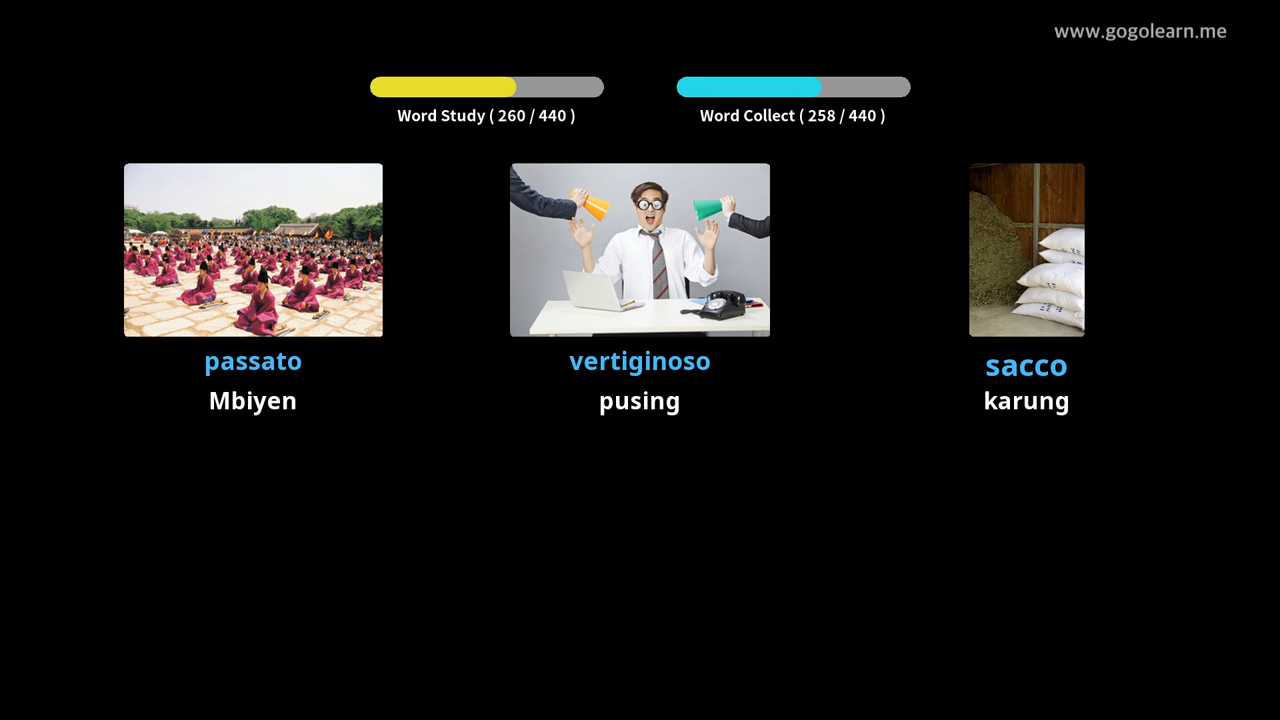 www.gogolearn.me
Word Study ( 260 / 440 )
Word Collect ( 258 / 440 )
passato
vertiginoso
sacco
Mbiyen
pusing
karung